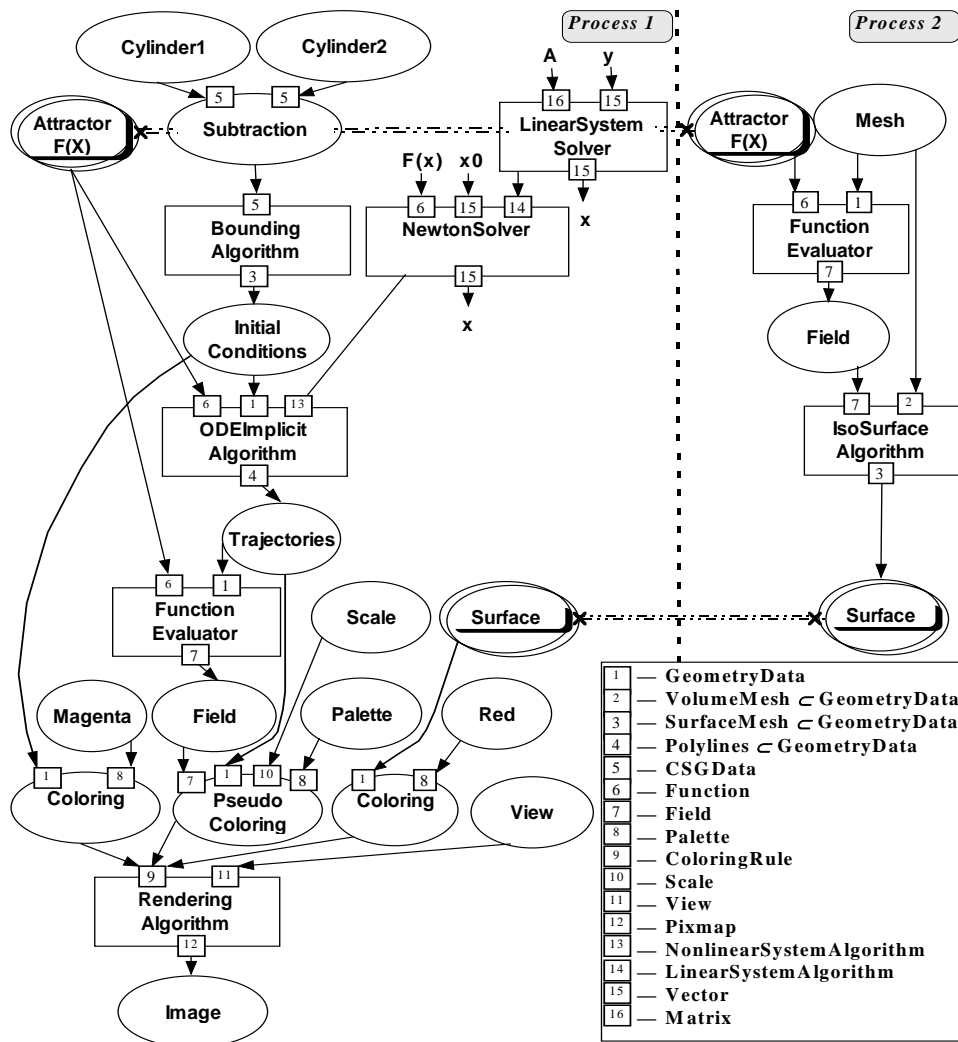 Process 1
Process 2
Cylinder1
Cylinder2
A
y
5
5
16
15
Attractor
F(X)
Subtraction
LinearSystem
Solver
Attractor
F(X)
Mesh
F(x)
x0
15
x
5
6
15
14
6
1
Bounding
Algorithm
NewtonSolver
Function
Evaluator
3
15
7
x
Initial
Conditions
Field
6
1
13
7
2
ODEImplicit
Algorithm
IsoSurface
Algorithm
4
3
Trajectories
6
1
Function
Evaluator
Scale
Surface
Surface
7
Magenta
Field
Palette
Red
1
8
7
1
10
8
1
8
Coloring
Pseudo
Coloring
Coloring
View
9
11
Rendering
Algorithm
12
Image
1 — GeometryData
2 — VolumeMesh ⊂ GeometryData
3 — SurfaceMesh ⊂ GeometryData
4 — Polylines ⊂ GeometryData
5 — CSGData
6 — Function
7 — Field
8 — Palette
9 — ColoringRule
10 — Scale
11 — View
12 — Pixmap
13 — NonlinearSystemAlgorithm
14 — LinearSystemAlgorithm
15 — Vector
16 — Matrix